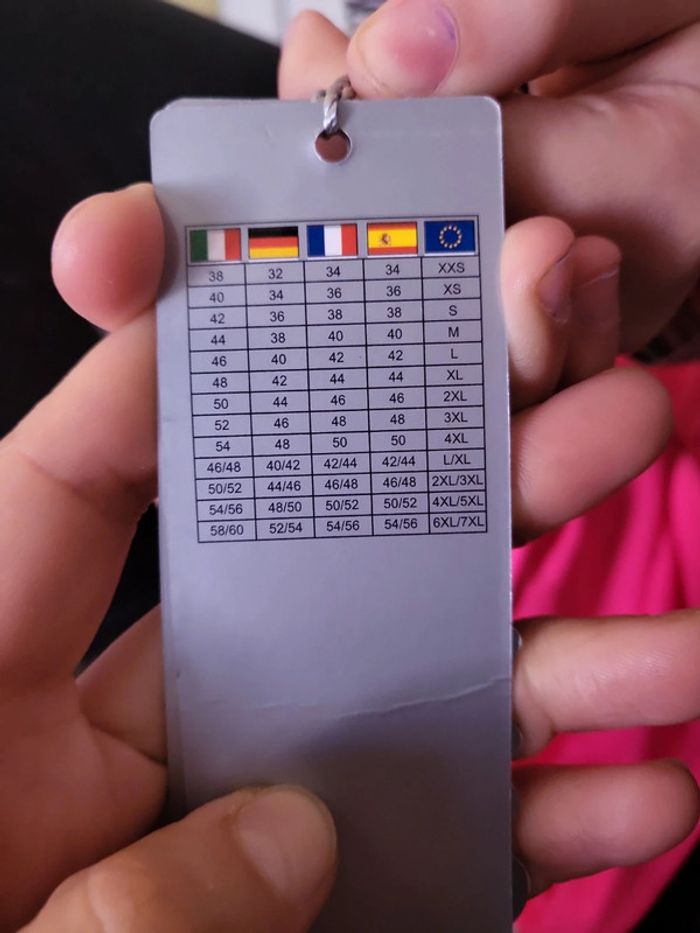 38 32 34 34 XXS
40 34 36 36 XS
42 36 38 38 S
44 38 40 40 M
46 40 42 42 L
48 42 44 44 XL
50 44 46 46 2XL
52 46 48 48 3XL
54 48 50 50 4XL
46/48 40/42 42/44 42/44 L/XL
50/52 44/46 46/48 46/48 2XL/3XL
54/56 48/50 50/52 50/52 4XL/5XL
58/60 52/54 54/56 54/56 6XL/7XL